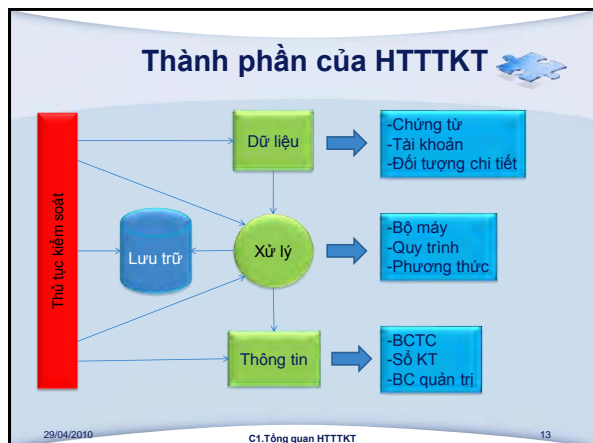 Thành phần của HTTTKT
Thủ tục kiểm soát
Dữ liệu
-Chứng từ
-Tài khoản
-Đối tượng chi tiết
Lưu trữ
Xử lý
-Bộ máy
-Quy trình
-Phương thức
Thông tin
-BCTC
-Sổ KT
-BC quản trị
29/04/2010
C1.Tổng quan HTTTKT
13